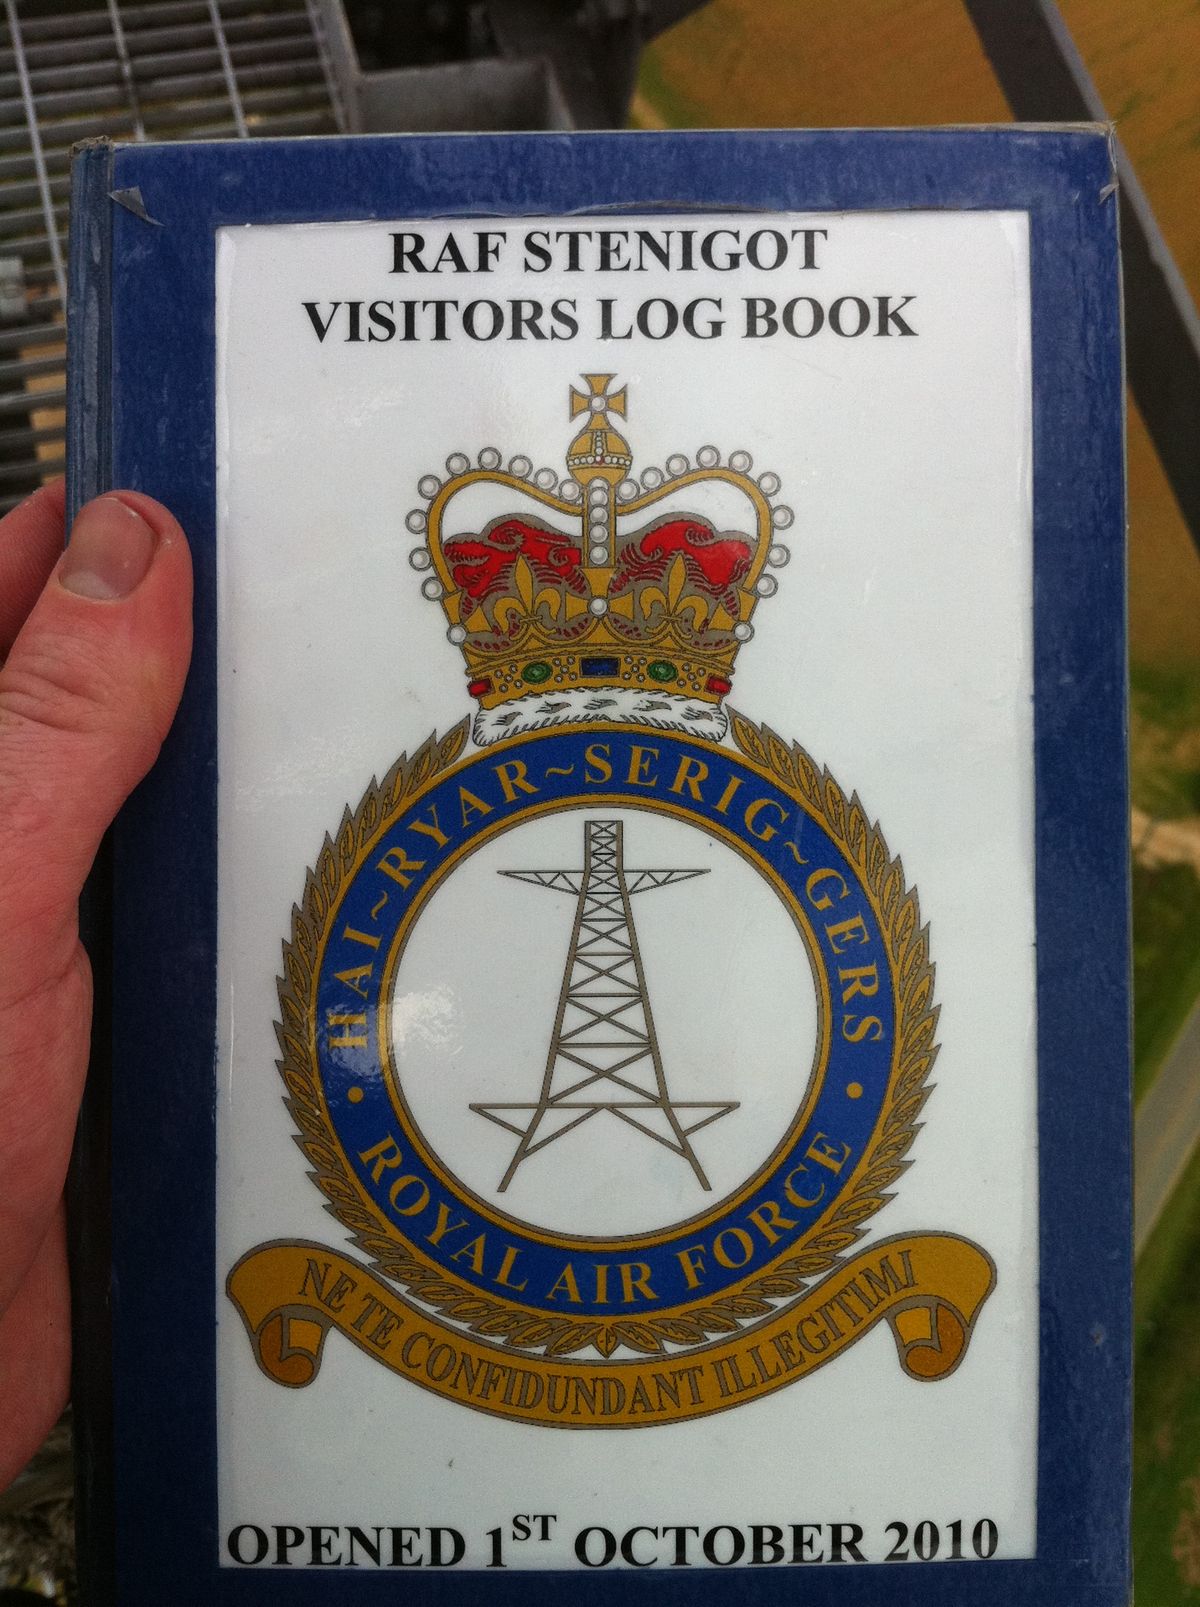 RAF STENIGOT
VISITORS LOG BOOK
HAI~RYAR~SERIG~GERS
• ROYAL AIR FORCE •
NE TE CONFIDUNDANT ILLEGITIMI
OPENED 1ST OCTOBER 2010